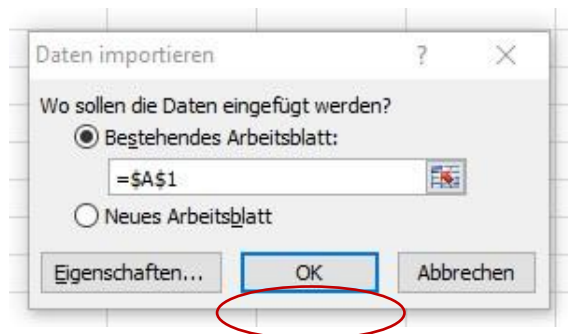 Daten importieren ? ×
Wo sollen die Daten eingefügt werden?
Bestehendes Arbeitsblatt:
=$A$1
Neues Arbeitsblatt
Eigenschaften... OK Abbrechen